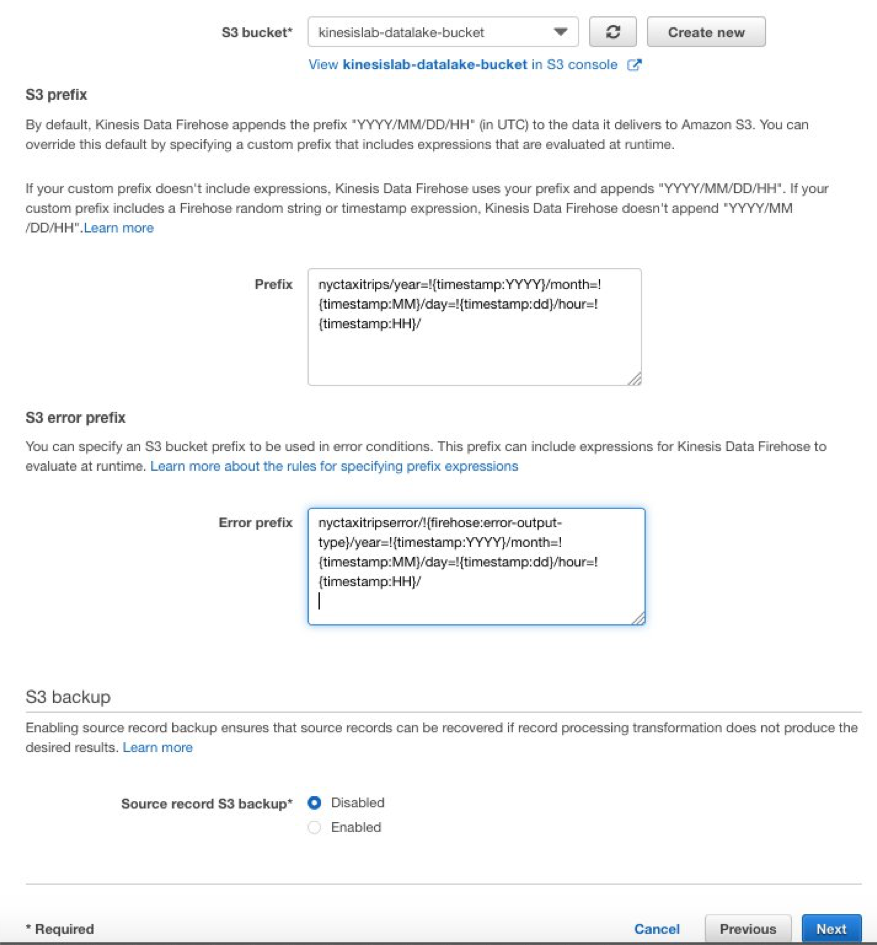 S3 bucket* kinesislab-datalake-bucket Create new
View kinesislab-datalake-bucket in S3 console
S3 prefix
By default, Kinesis Data Firehose appends the prefix "YYYY/MM/DD/HH" (in UTC) to the data it delivers to Amazon S3. You can
override this default by specifying a custom prefix that includes expressions that are evaluated at runtime.
If your custom prefix doesn't include expressions, Kinesis Data Firehose uses your prefix and appends "YYYY/MM/DD/HH". If your
custom prefix includes a Firehose random string or timestamp expression, Kinesis Data Firehose doesn't append "YYYY/MM
/DD/HH".Learn more
Prefix nyctaxitrips/year=!{timestamp:YYYY}/month=!
{timestamp:MM}/day=!{timestamp:dd}/hour=!
{timestamp:HH}/
S3 error prefix
You can specify an S3 bucket prefix to be used in error conditions. This prefix can include expressions for Kinesis Data Firehose to
evaluate at runtime. Learn more about the rules for specifying prefix expressions
Error prefix nyctaxitripserror/!{firehose:error-output-
type}/year=!{timestamp:YYYY}/month=!
{timestamp:MM}/day=!{timestamp:dd}/hour=!
{timestamp:HH}/
S3 backup
Enabling source record backup ensures that source records can be recovered if record processing transformation does not produce the
desired results. Learn more
Source record S3 backup* Disabled
Enabled
* Required Cancel Previous Next